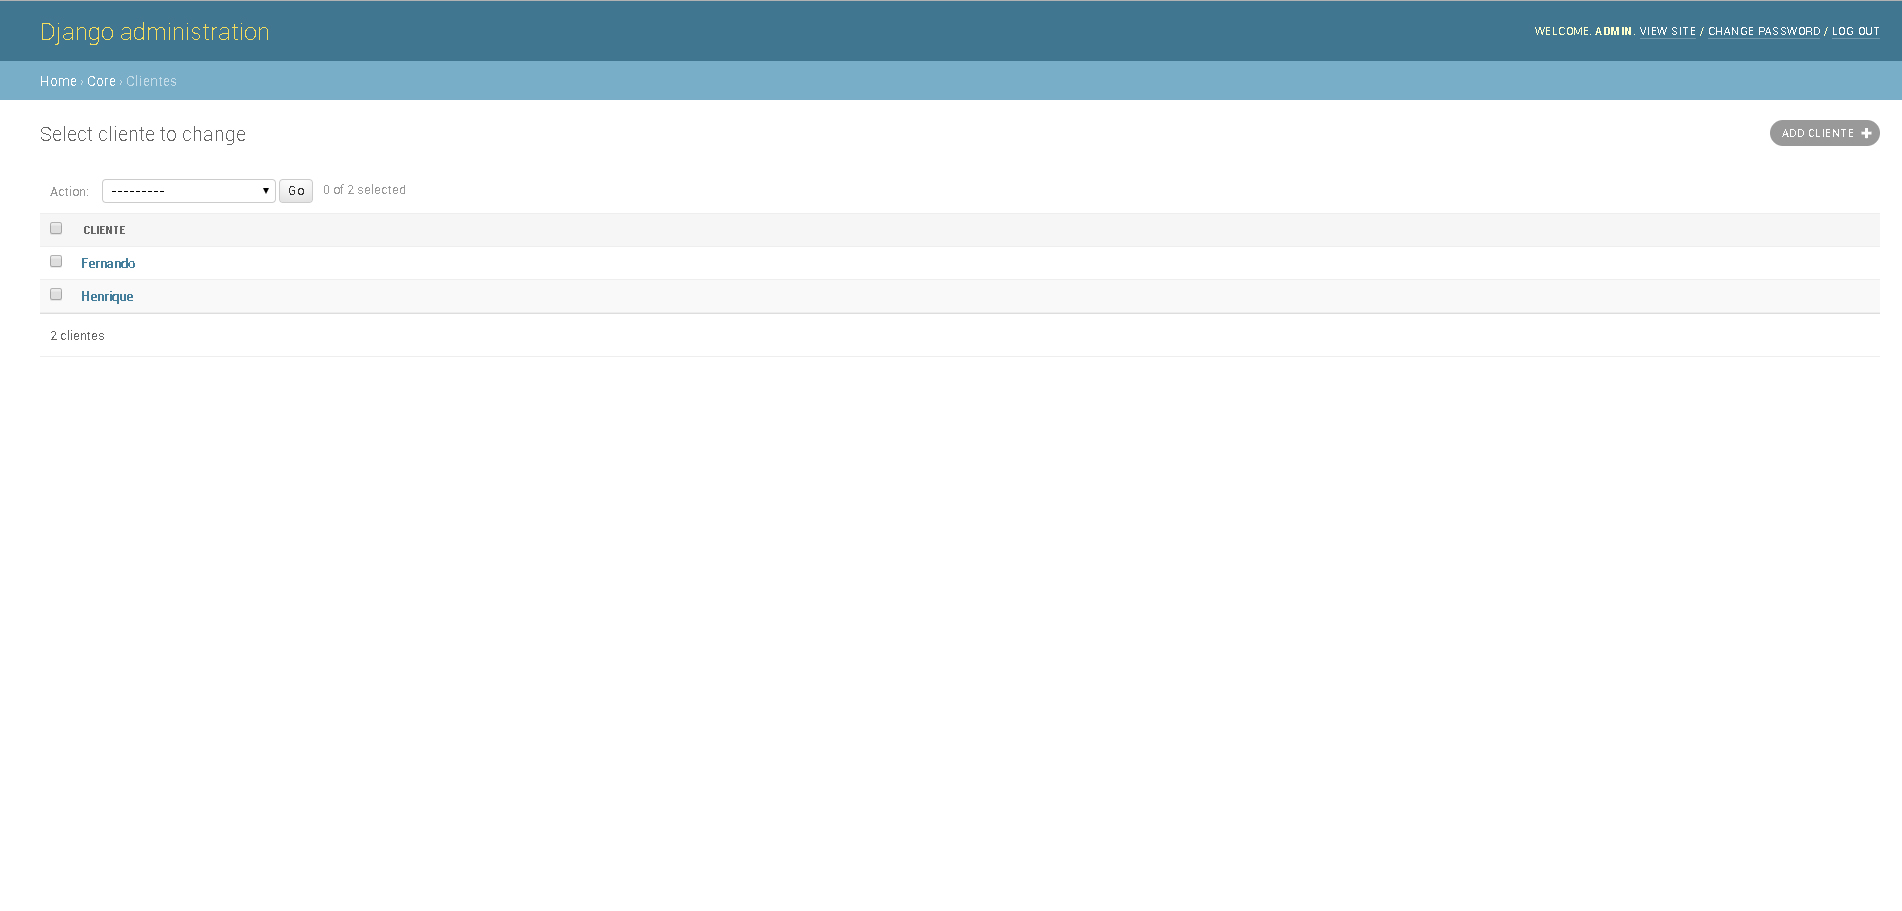 Django administration
WELCOME, ADMIN. VIEW SITE / CHANGE PASSWORD / LOG OUT
Home › Core › Clientes
Select cliente to change
ADD CLIENTE +
Action: --------- Go 0 of 2 selected
CLIENTE
Fernando
Henrique
2 clientes